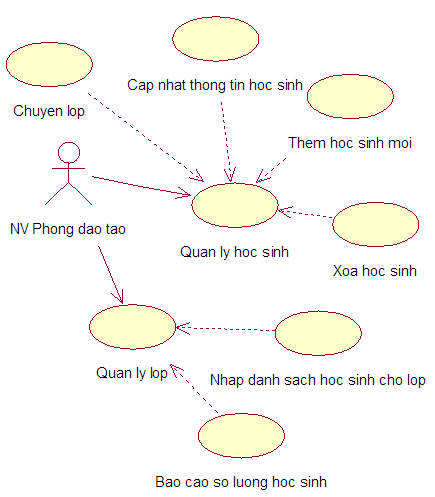 Cap nhat thong tin hoc sinh
Chuyen lop
Them hoc sinh moi
NV Phong dao tao
Quan ly hoc sinh
Xoa hoc sinh
Quan ly lop
Nhap danh sach hoc sinh cho lop
Bao cao so luong hoc sinh